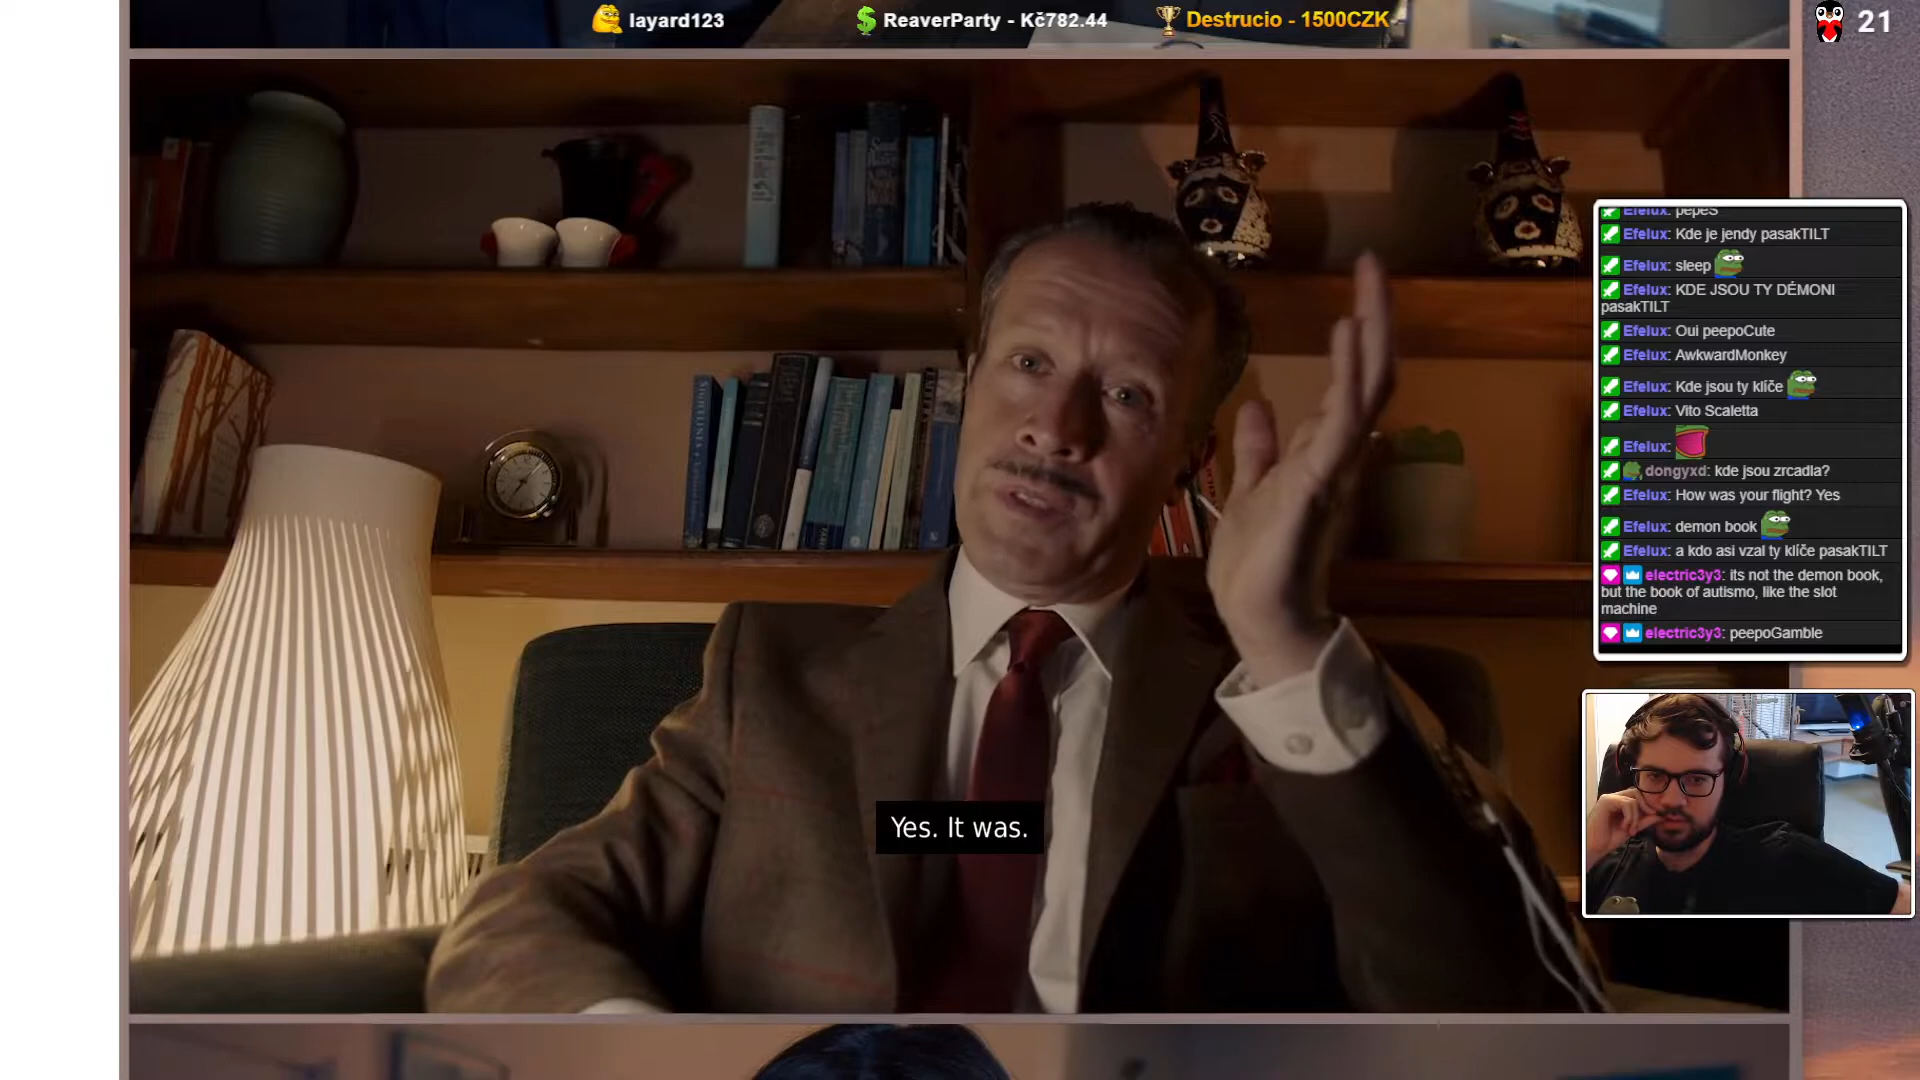 layard123
ReaverParty - Kč782.44
Destrucio - 1500CZK
21
Efelux: pepeS
Efelux: Kde je jendy pasakTILT
Efelux: sleep
Efelux: KDE JSOU TY DÉMONI
pasakTILT
Efelux: Oui peepoCute
Efelux: AwkwardMonkey
Efelux: Kde jsou ty klíče
Efelux: Vito Scaletta
Efelux:
dongyxd: kde jsou zrcadla?
Efelux: How was your flight? Yes
Efelux: demon book
Efelux: a kdo asi vzal ty klíče pasakTILT
electric3y3: its not the demon book,
but the book of autismo, like the slot
machine
electric3y3: peepoGamble
Yes. It was.